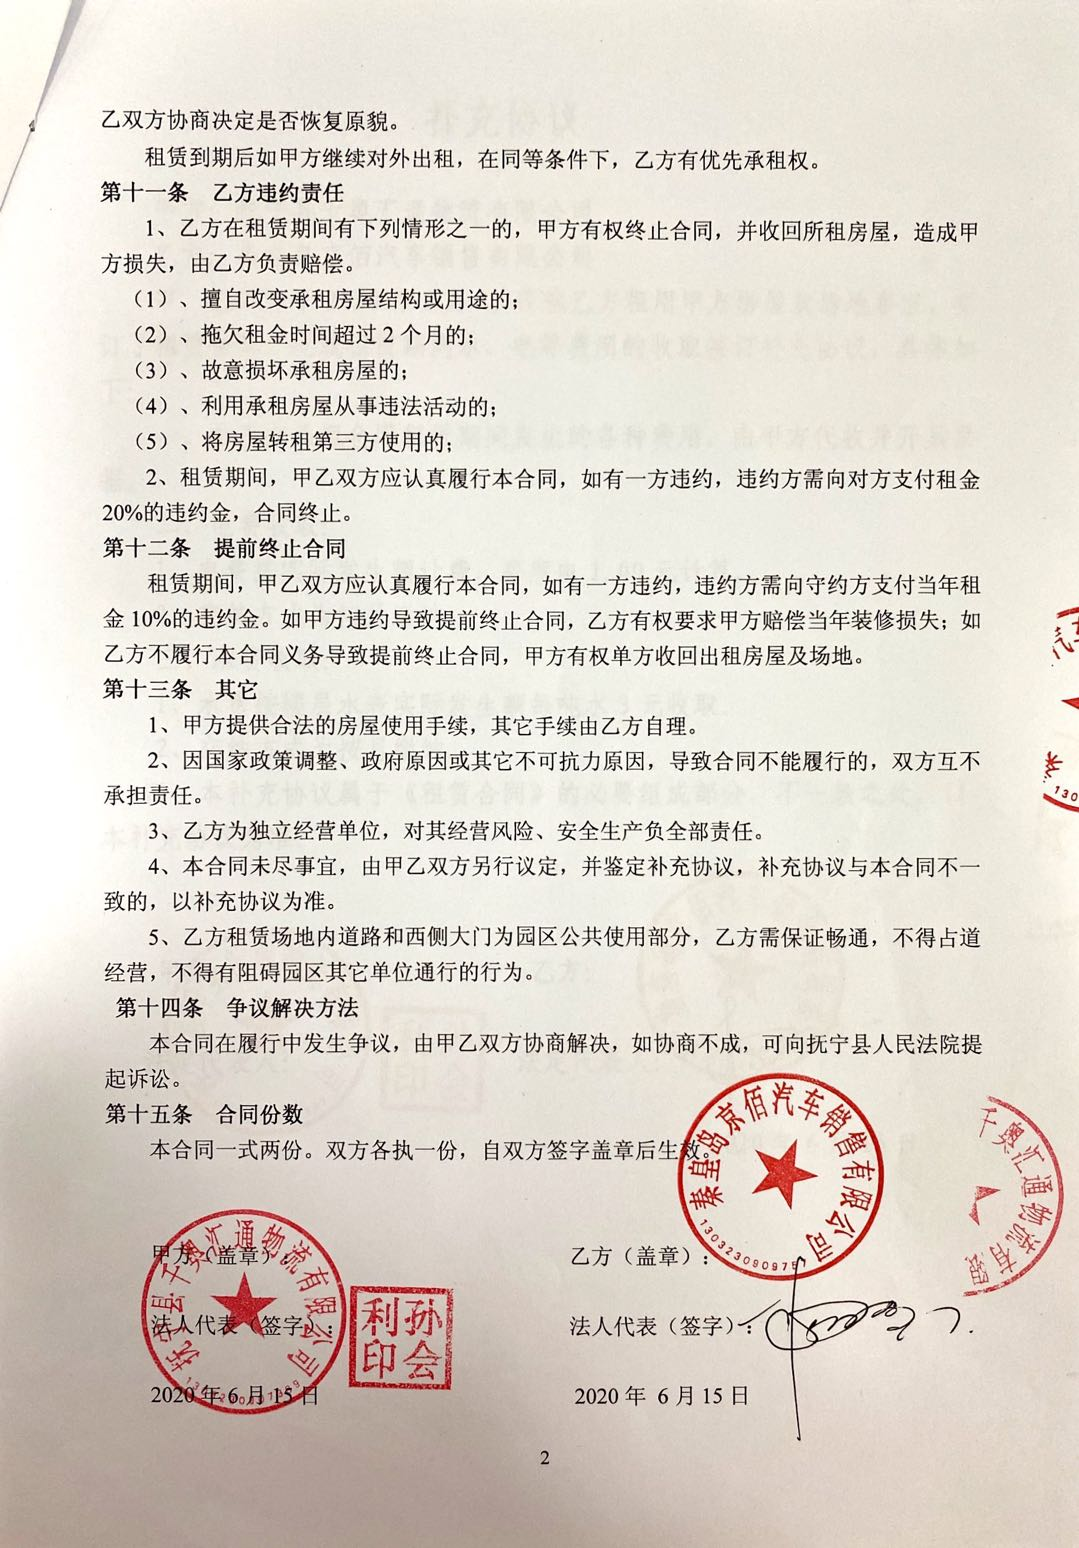 乙双方协商决定是否恢复原貌。
租赁到期后如甲方继续对外出租，在同等条件下，乙方有优先承租权。
第十一条　乙方违约责任
1、乙方在租赁期间有下列情形之一的，甲方有权终止合同，并收回所租房屋，造成甲
方损失，由乙方负责赔偿。
（1）、擅自改变承租房屋结构或用途的；
（2）、拖欠租金时间超过 2 个月的；
（3）、故意损坏承租房屋的；
（4）、利用承租房屋从事违法活动的；
（5）、将房屋转租第三方使用的；
2、租赁期间，甲乙双方应认真履行本合同，如有一方违约，违约方需向对方支付租金
20%的违约金，合同终止。
第十二条　提前终止合同
租赁期间，甲乙双方应认真履行本合同，如有一方违约，违约方需向守约方支付当年租
金 10%的违约金。如甲方违约导致提前终止合同，乙方有权要求甲方赔偿当年装修损失；如
乙方不履行本合同义务导致提前终止合同，甲方有权单方收回出租房屋及场地。
第十三条　其它
1、甲方提供合法的房屋使用手续，其它手续由乙方自理。
2、因国家政策调整、政府原因或其它不可抗力原因，导致合同不能履行的，双方互不
承担责任。
3、乙方为独立经营单位，对其经营风险、安全生产负全部责任。
4、本合同未尽事宜，由甲乙双方另行议定，并鉴定补充协议，补充协议与本合同不一
致的，以补充协议为准。
5、乙方租赁场地内道路和西侧大门为园区公共使用部分，乙方需保证畅通，不得占道
经营，不得有阻碍园区其它单位通行的行为。
第十四条　争议解决方法
本合同在履行中发生争议，由甲乙双方协商解决，如协商不成，可向抚宁县人民法院提
起诉讼。
第十五条　合同份数
本合同一式两份。双方各执一份，自双方签字盖章后生效。
秦皇岛京佰汽车销售有限公司
1303230909757
千奥汇通物流有限
抚宁县千奥汇通物流有限公司
孙会利印
甲方（盖章）
乙方（盖章）：
法人代表（签字）：
法人代表（签字）：
2020 年 6 月 15 日
2020 年 6 月 15 日
2